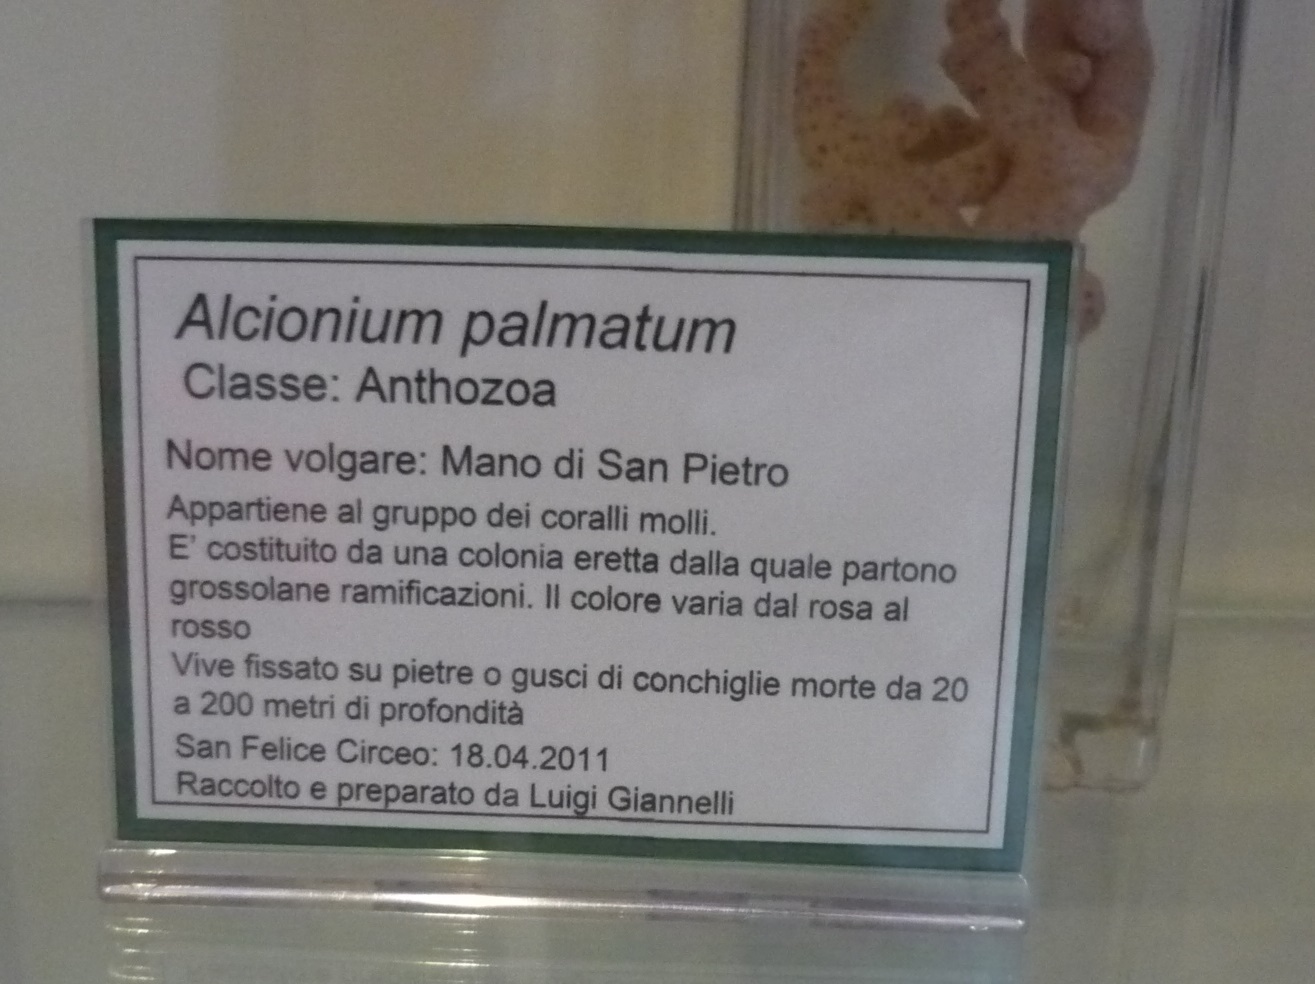 Alcionium palmatum
Classe: Anthozoa
Nome volgare: Mano di San Pietro
Appartiene al gruppo dei coralli molli.
E' costituito da una colonia eretta dalla quale partono
grossolane ramificazioni. Il colore varia dal rosa al
rosso
Vive fissato su pietre o gusci di conchiglie morte da 20
a 200 metri di profondità
San Felice Circeo: 18.04.2011
Raccolto e preparato da Luigi Giannelli